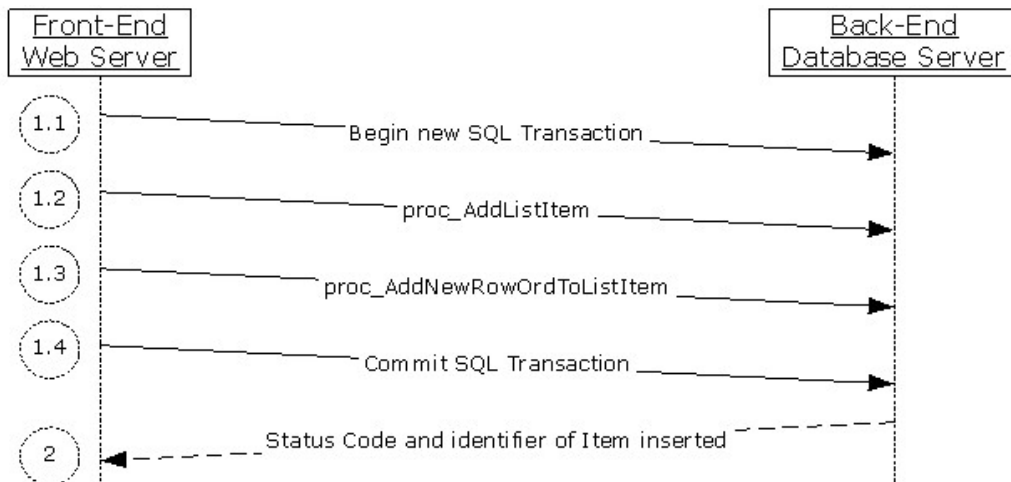 Front-End
Web Server
Back-End
Database Server
1.1
Begin new SQL Transaction
1.2
proc_AddListItem
1.3
proc_AddNewRowOrdToListItem
1.4
Commit SQL Transaction
2
Status Code and identifier of Item inserted